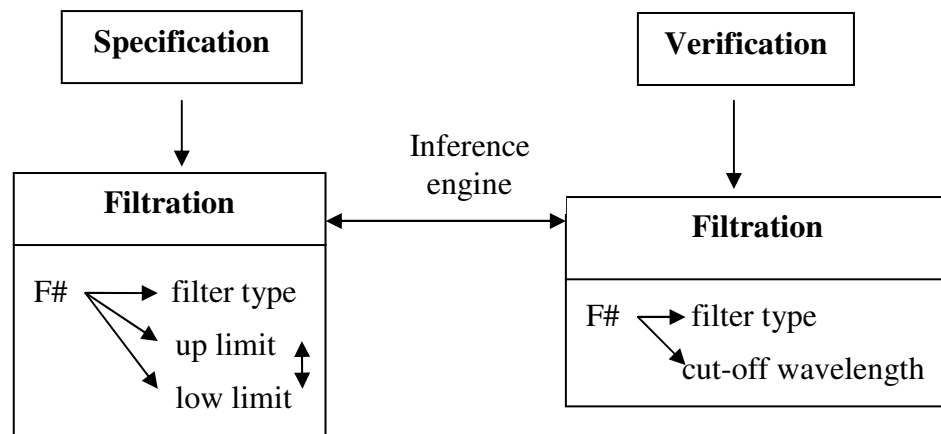 Specification
Verification
Inference
engine
Filtration
Filtration
F# filter type
up limit
low limit
F# filter type
cut-off wavelength